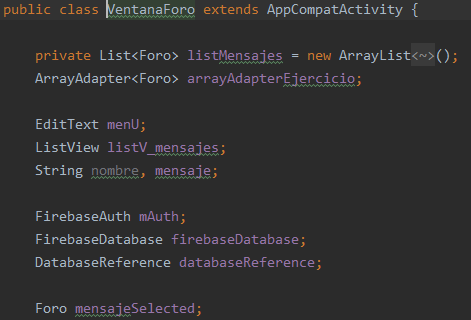 public class VentanaForo extends AppCompatActivity {
private List<Foro> listMensajes = new ArrayList<~>();
ArrayAdapter<Foro> arrayAdapterEjercicio;
EditText menU;
ListView listV_mensajes;
String nombre, mensaje;
FirebaseAuth mAuth;
FirebaseDatabase firebaseDatabase;
DatabaseReference databaseReference;
Foro mensajeSelected;